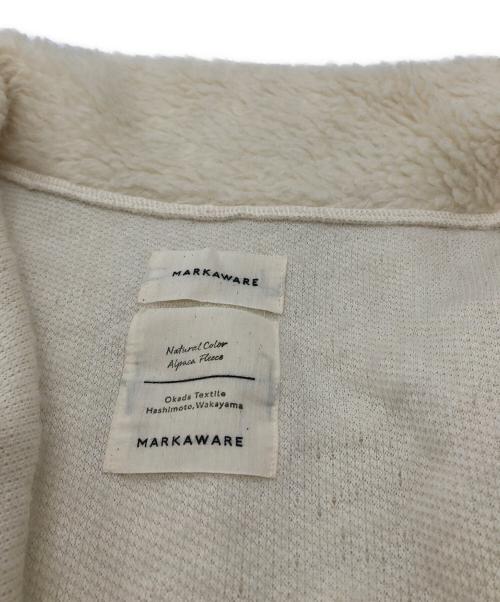 MARKAWARE
Natural Color
Alpaca Fleece
Okada Textile
Hashimoto, Wakayama
MARKAWARE